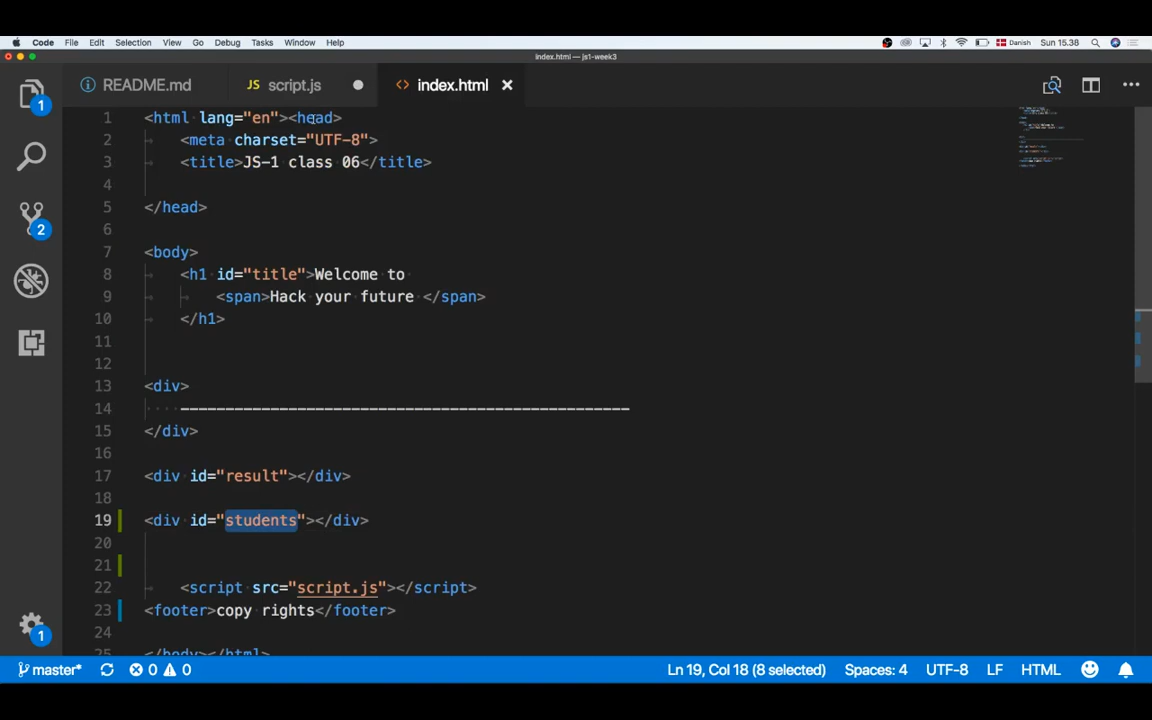 Code File Edit Selection View Go Debug Tasks Window Help Danish Sun 15.38
index.html — js1-week3
README.md JS script.js index.html
1 <html lang="en"><head>
2 <meta charset="UTF-8">
3 <title>JS-1 class 06</title>
4
5 </head>
6
7 <body>
8 <h1 id="title">Welcome to
9 <span>Hack your future </span>
10 </h1>
11
12
13 <div>
14 --------------------------------------------------
15 </div>
16
17 <div id="result"></div>
18
19 <div id="students"></div>
20
21
22 <script src="script.js"></script>
23 <footer>copy rights</footer>
24
25 </body></html>
1
2
1
master* 0 0 Ln 19, Col 18 (8 selected) Spaces: 4 UTF-8 LF HTML